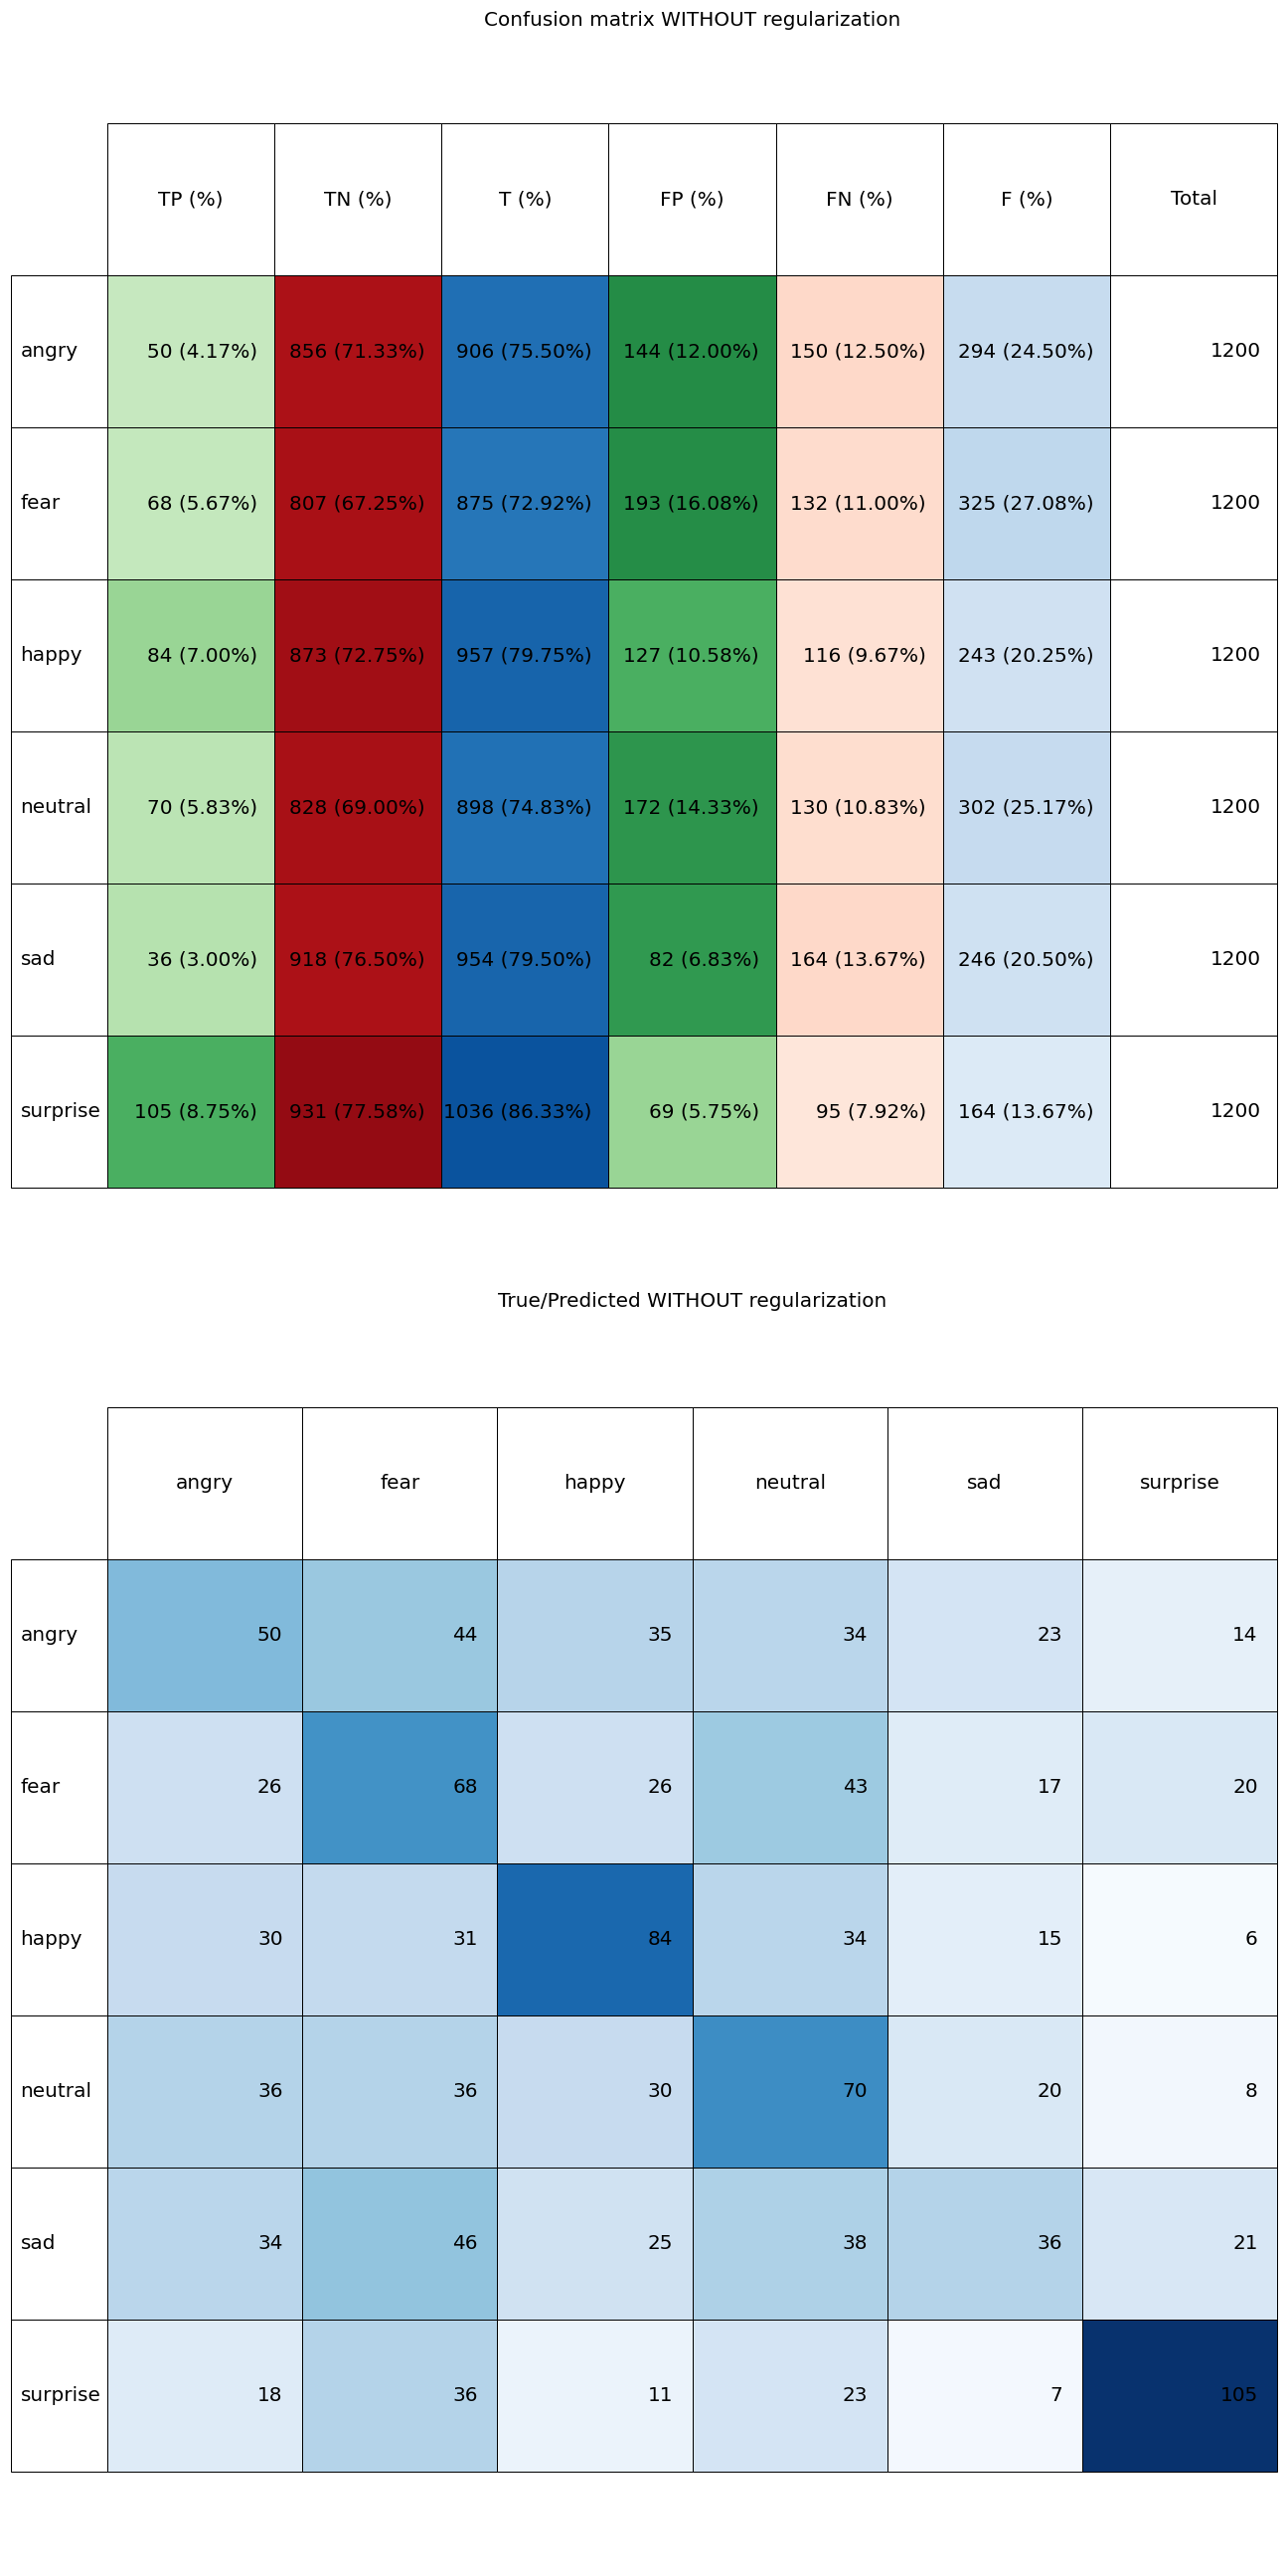 Confusion matrix WITHOUT regularization
TP (%) TN (%) T (%) FP (%) FN (%) F (%) Total
angry 50 (4.17%) 856 (71.33%) 906 (75.50%) 144 (12.00%) 150 (12.50%) 294 (24.50%) 1200
fear 68 (5.67%) 807 (67.25%) 875 (72.92%) 193 (16.08%) 132 (11.00%) 325 (27.08%) 1200
happy 84 (7.00%) 873 (72.75%) 957 (79.75%) 127 (10.58%) 116 (9.67%) 243 (20.25%) 1200
neutral 70 (5.83%) 828 (69.00%) 898 (74.83%) 172 (14.33%) 130 (10.83%) 302 (25.17%) 1200
sad 36 (3.00%) 918 (76.50%) 954 (79.50%) 82 (6.83%) 164 (13.67%) 246 (20.50%) 1200
surprise 105 (8.75%) 931 (77.58%) 1036 (86.33%) 69 (5.75%) 95 (7.92%) 164 (13.67%) 1200
True/Predicted WITHOUT regularization
angry fear happy neutral sad surprise
angry 50 44 35 34 23 14
fear 26 68 26 43 17 20
happy 30 31 84 34 15 6
neutral 36 36 30 70 20 8
sad 34 46 25 38 36 21
surprise 18 36 11 23 7 105